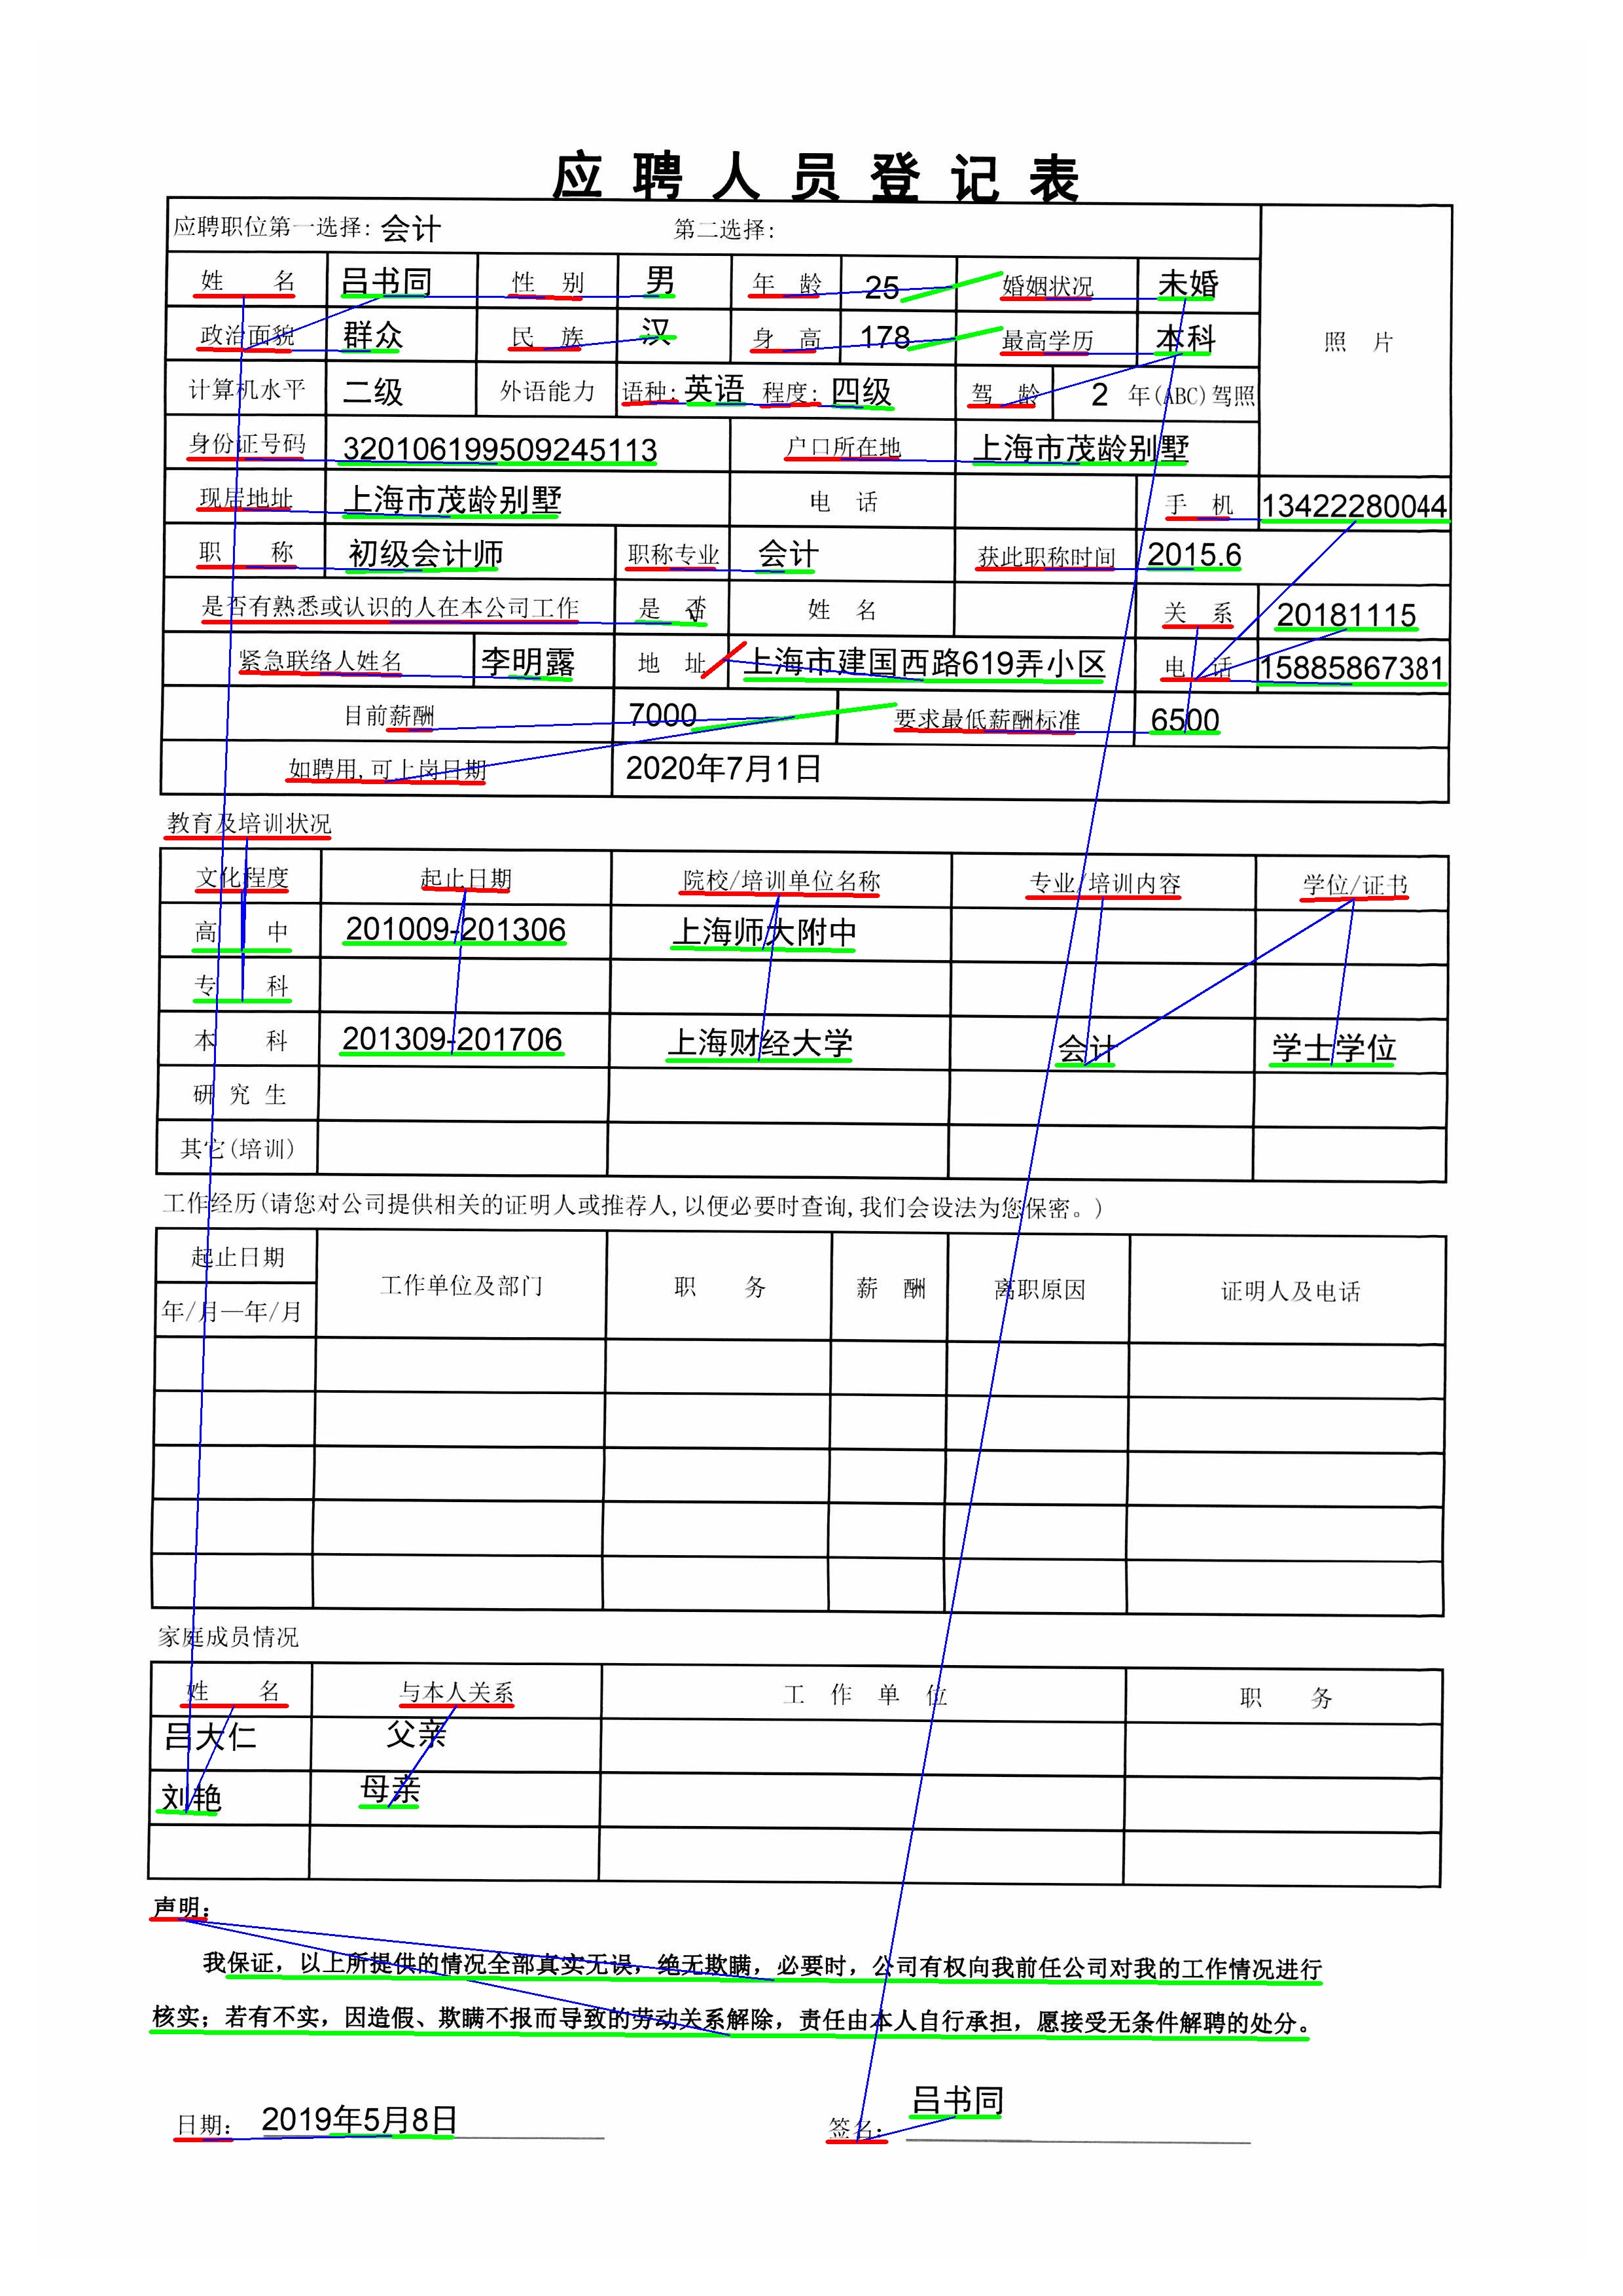 应聘人员登记表
应聘职位第一选择: 会计 第二选择:
姓 名 吕书同 性 别 男 年 龄 25 婚姻状况 未婚 照 片
政治面貌 群众 民 族 汉 身 高 178 最高学历 本科
计算机水平 二级 外语能力 语种: 英语 程度: 四级 驾 龄 2 年(ABC)驾照
身份证号码 320106199509245113 户口所在地 上海市茂龄别墅
现居地址 上海市茂龄别墅 电 话 手 机 13422280044
职 称 初级会计师 职称专业 会计 获此职称时间 2015.6
是否有熟悉或认识的人在本公司工作 是 否 √ 姓 名 关 系 20181115
紧急联络人姓名 李明露 地 址 上海市建国西路619弄小区 电 话 15885867381
目前薪酬 7000 要求最低薪酬标准 6500
如聘用,可上岗日期 2020年7月1日
教育及培训状况
文化程度 起止日期 院校/培训单位名称 专业/培训内容 学位/证书
高 中 201009-201306 上海师大附中
专 科
本 科 201309-201706 上海财经大学 会计 学士学位
研 究 生
其它(培训)
工作经历(请您对公司提供相关的证明人或推荐人,以便必要时查询,我们会设法为您保密。)
起止日期 工作单位及部门 职 务 薪 酬 离职原因 证明人及电话
年/月—年/月
家庭成员情况
姓 名 与本人关系 工 作 单 位 职 务
吕大仁 父亲
刘艳 母亲
声明:
我保证，以上所提供的情况全部真实无误，绝无欺瞒，必要时，公司有权向我前任公司对我的工作情况进行
核实；若有不实，因造假、欺瞒不报而导致的劳动关系解除，责任由本人自行承担，愿接受无条件解聘的处分。
日期: 2019年5月8日 签名: 吕书同